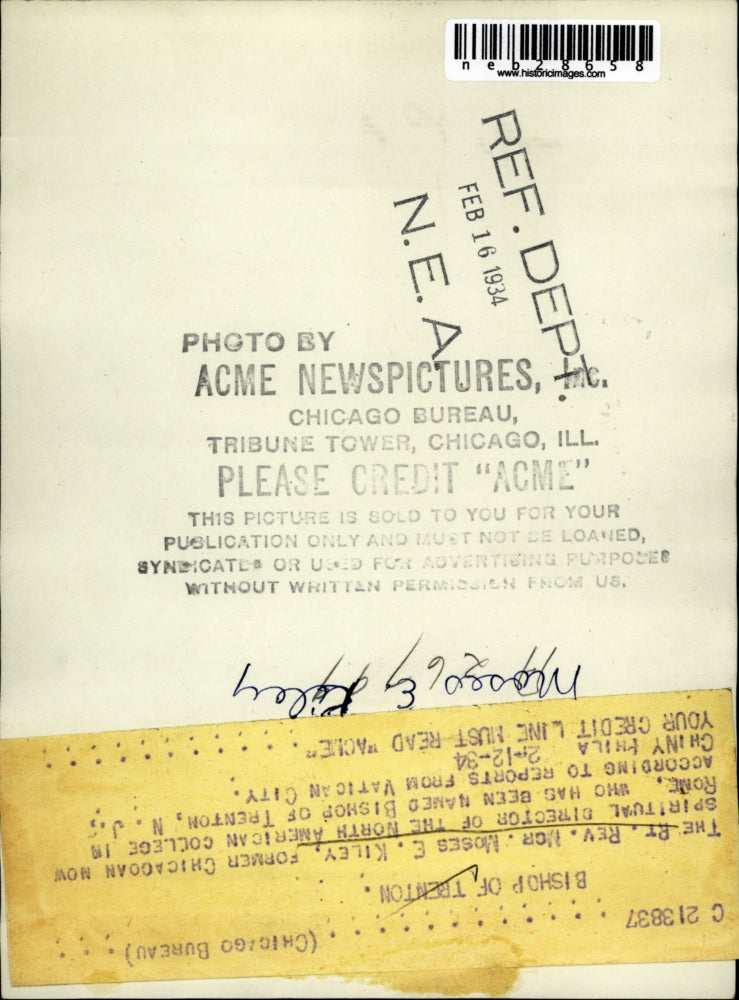 neb28658
www.historicimages.com
REF. DEPT.
FEB 16 1934
N.E.A.
PHOTO BY
ACME NEWSPICTURES, Inc.
CHICAGO BUREAU,
TRIBUNE TOWER, CHICAGO, ILL.
PLEASE CREDIT "ACME"
THIS PICTURE IS SOLD TO YOU FOR YOUR
PUBLICATION ONLY AND MUST NOT BE LOANED,
SYNDICATED OR USED FOR ADVERTISING PURPOSES
WITHOUT WRITTEN PERMISSION FROM US.
Moses E
Kiley
C 213837 . . . . . . . . . . . . (CHICAGO BUREAU) . . .
BISHOP OF TRENTON .
THE RT. REV. MGR. MOSES E. KILEY, FORMER CHICAGOAN NOW
SPIRITUAL DIRECTOR OF THE NORTH AMERICAN COLLEGE IN
ROME, WHO HAS BEEN NAMED BISHOP OF TRENTON, N. J.,
ACCORDING TO REPORTS FROM VATICAN CITY.
CHINY PHILA 2-12-34
YOUR CREDIT LINE MUST READ "ACME" . . . . . . . . .